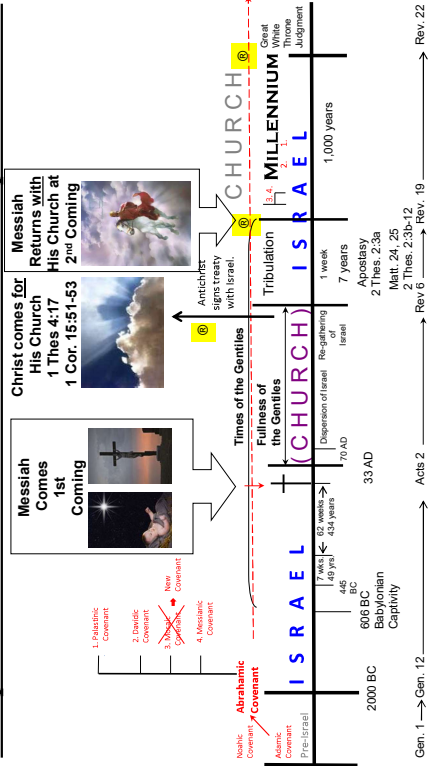 Messiah
Comes
1st
Coming
Christ comes for
His Church
1 Thes 4:17
1 Cor. 15:51-53
Messiah
Returns with
His Church at
2nd Coming
1. Palastinic
Covenant
2. Davidic
Covenant
3. Mosaic
Covenant
New
Covenant
4. Messianic
Covenant
Abrahamic
Covenant
Noahic
Covenant
Adamic
Covenant
Pre-Israel
I S R A E L
Times of the Gentiles
Fullness of
the Gentiles
( C H U R C H )
®
Antichrist
signs treaty
with Israel.
®
Tribulation
C H U R C H
®
3. 4.
MILLENNIUM
2. 1.
I S R A E L
Great
White
Throne
Judgment
7 wks.
49 yrs.
62 weeks
434 years
Dispersion of Israel
Re-gathering
of
Israel
1 week
7 years
1,000 years
2000 BC
606 BC
Babylonian
Captivity
445
BC
33 AD
70 AD
Apostasy
2 Thes. 2:3a
Matt. 24, 25
2 Thes. 2:3b-12
Gen. 1
Gen. 12
Acts 2
Rev 6
Rev. 19
Rev. 22